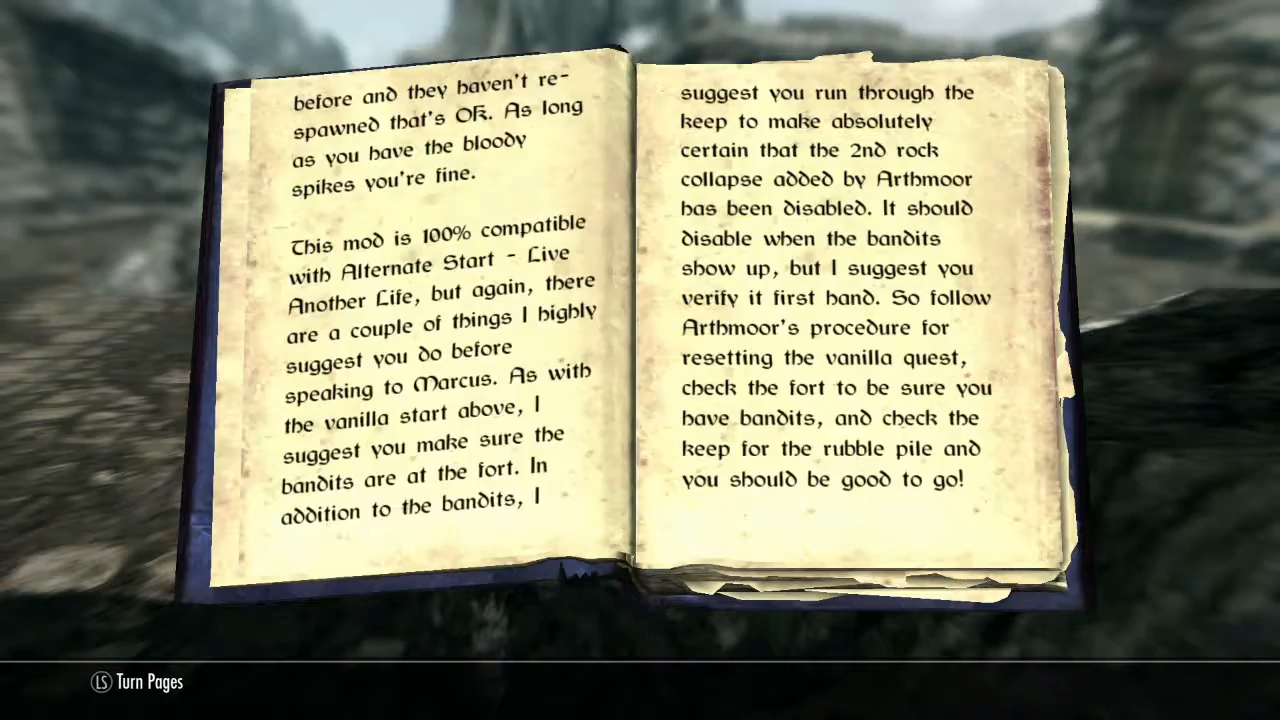 before and they haven't re-
spawned that's OK. As long
as you have the bloody
spikes you're fine.
This mod is 100% compatible
with Alternate Start - Live
Another Life, but again, there
are a couple of things I highly
suggest you do before
speaking to Marcus. As with
the vanilla start above, I
suggest you make sure the
bandits are at the fort. In
addition to the bandits, I
suggest you run through the
keep to make absolutely
certain that the 2nd rock
collapse added by Arthmoor
has been disabled. It should
disable when the bandits
show up, but I suggest you
verify it first hand. So follow
Arthmoor's procedure for
resetting the vanilla quest,
check the fort to be sure you
have bandits, and check the
keep for the rubble pile and
you should be good to go!
LS Turn Pages